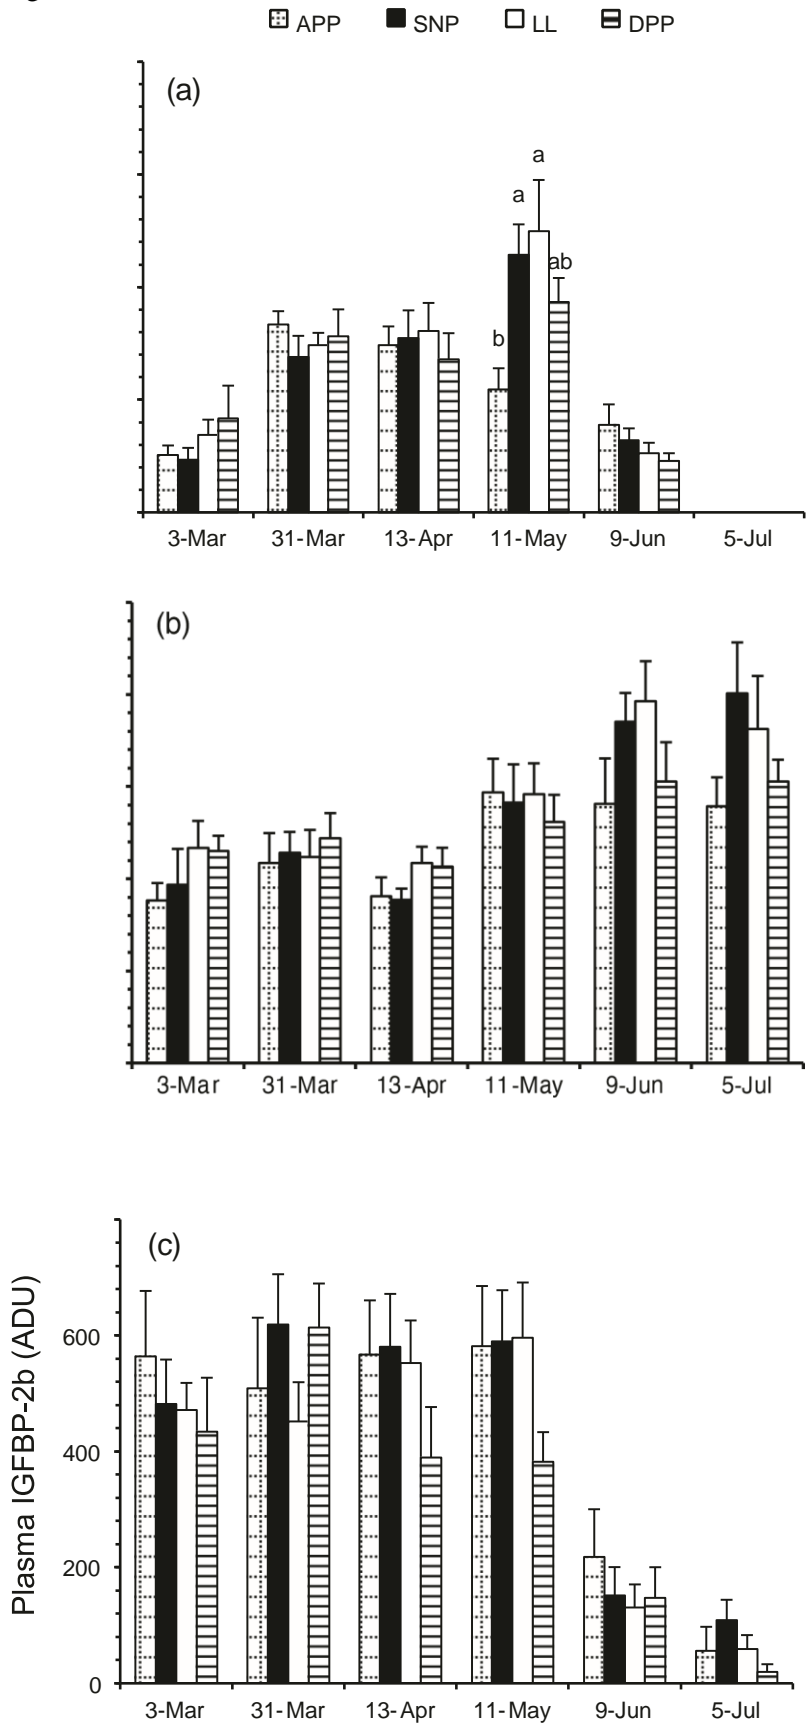 APP SNP LL DPP
(a)
a
a
ab
b
3-Mar 31-Mar 13-Apr 11-May 9-Jun 5-Jul
(b)
3-Mar 31-Mar 13-Apr 11-May 9-Jun 5-Jul
(c)
Plasma IGFBP-2b (ADU)
600
400
200
0
3-Mar 31-Mar 13-Apr 11-May 9-Jun 5-Jul